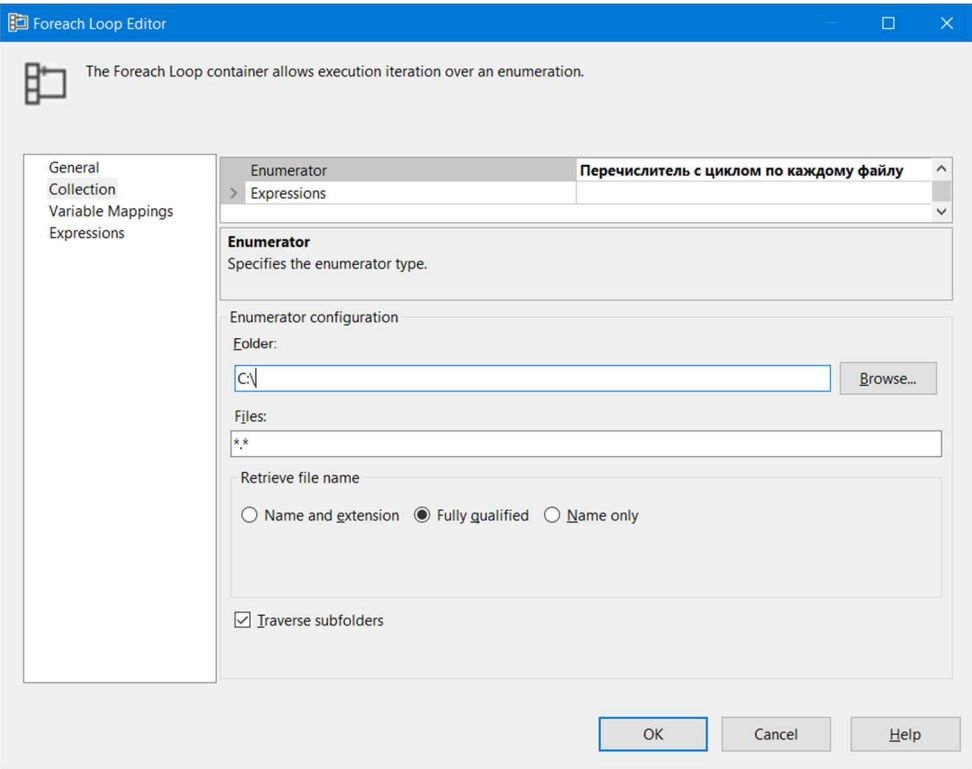 Foreach Loop Editor
The Foreach Loop container allows execution iteration over an enumeration.
General
Collection
Variable Mappings
Expressions
Enumerator
Перечислитель с циклом по каждому файлу
Expressions
Enumerator
Specifies the enumerator type.
Enumerator configuration
Folder:
C:\
Browse...
Files:
*.*
Retrieve file name
Name and extension
Fully qualified
Name only
Traverse subfolders
OK
Cancel
Help